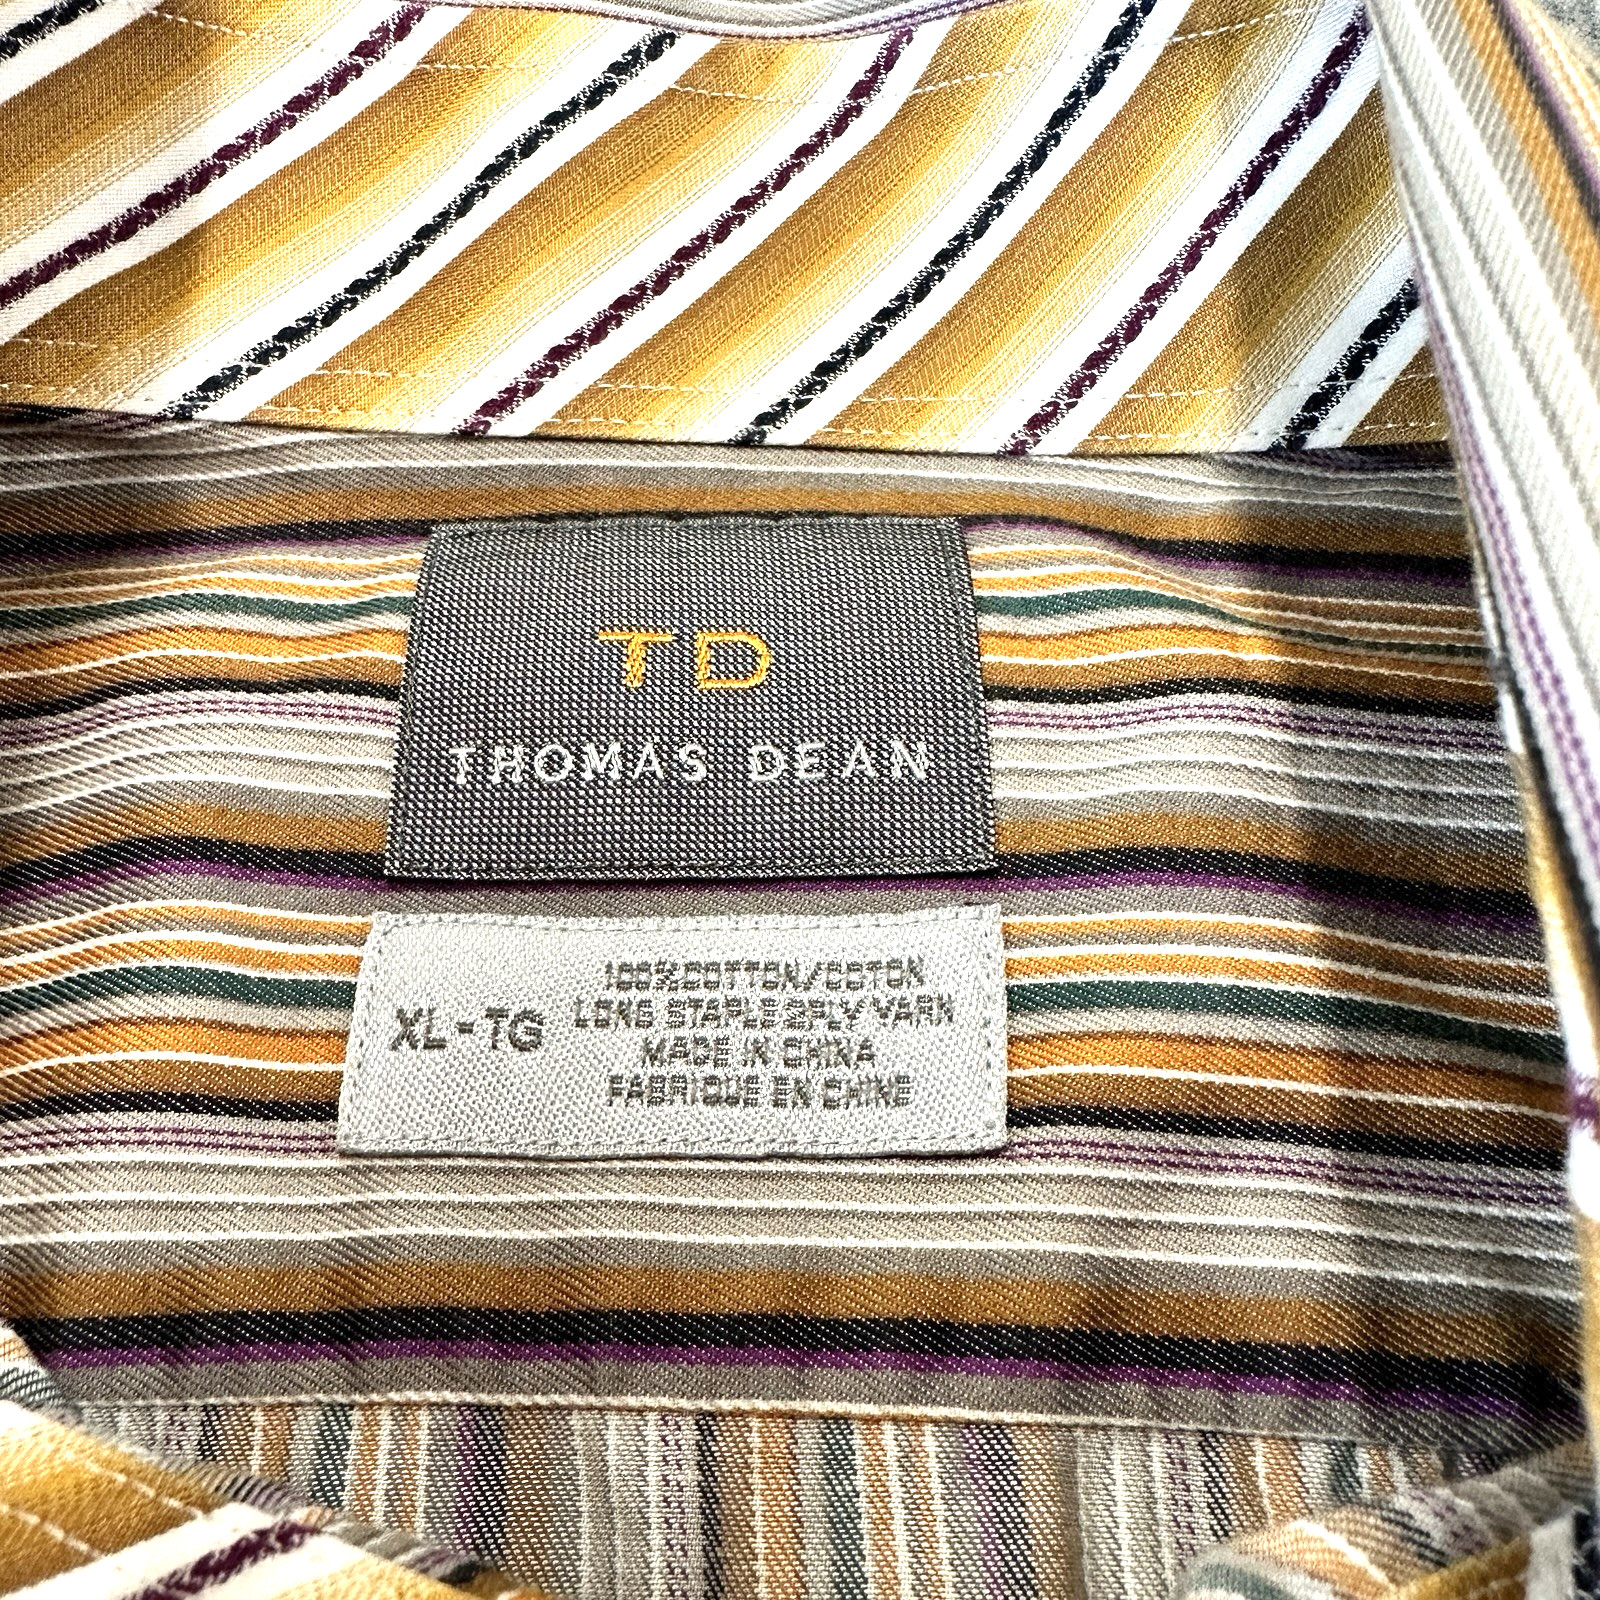 TD
THOMAS DEAN
XL-TG
100%COTTON/COTON
LONG STAPLE 2PLY YARN
MADE IN CHINA
FABRIQUE EN CHINE